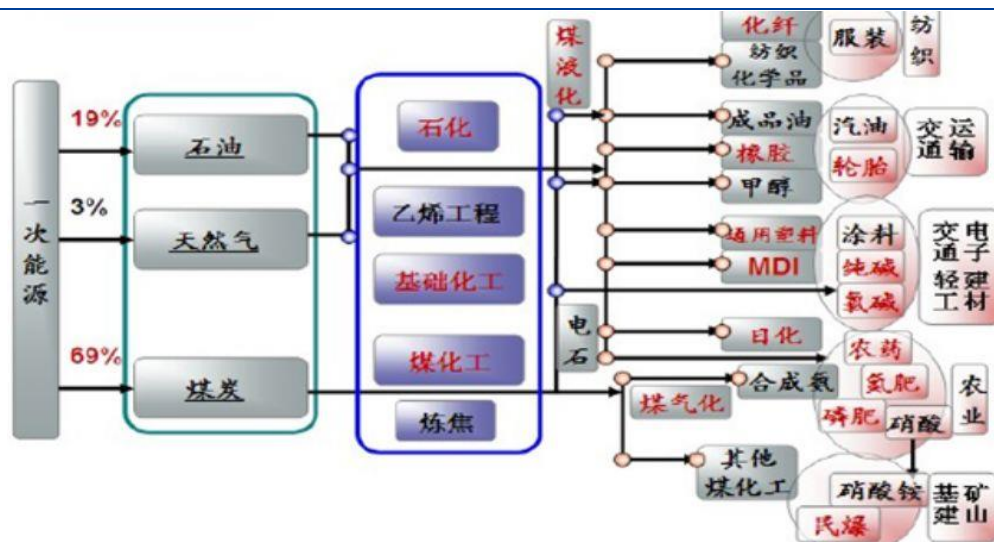 一次能源
19%
3%
69%
石油
天然气
煤炭
石化
乙烯工程
基础化工
煤化工
炼焦
煤液化
电石
煤气化
化纤
纺织
化学品
成品油
橡胶
甲醇
通用塑料
MDI
日化
合成氨
其他
煤化工
服装
汽油
轮胎
涂料
纯碱
氯碱
农药
氮肥
磷肥
硝酸
硝酸铵
民爆
纺织
交通
运输
交通
轻工
电子
建材
农业
基建
矿山